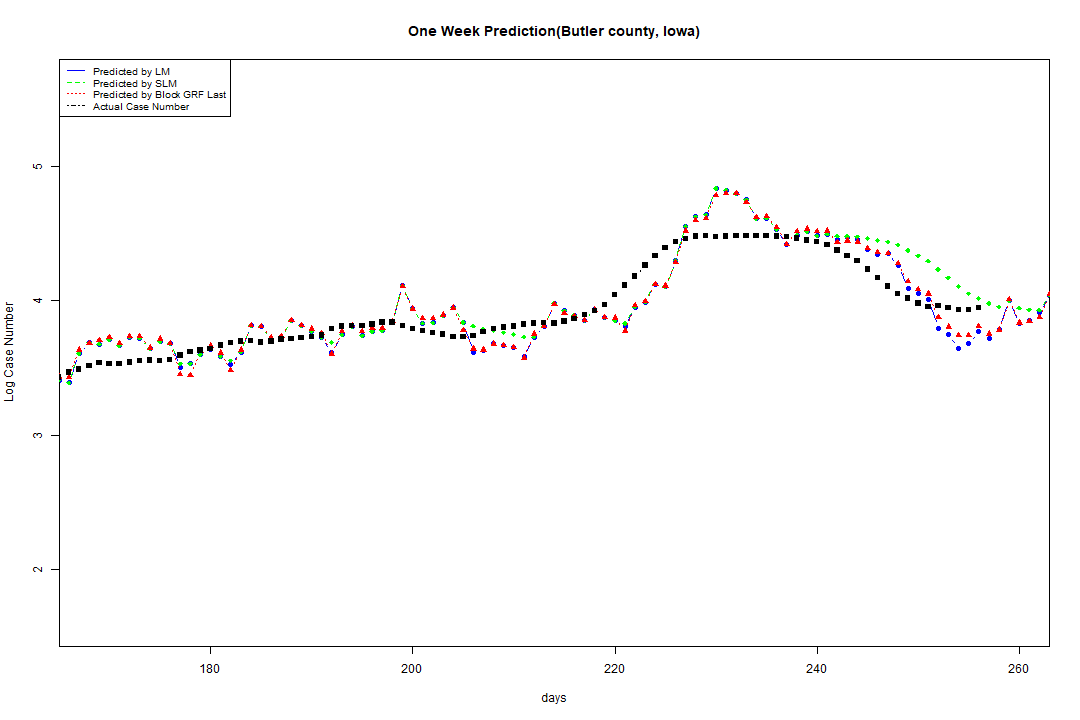 One Week Prediction(Butler county, Iowa)
Predicted by LM
Predicted by SLM
Predicted by Block GRF Last
Actual Case Number
5
4
3
2
Log Case Number
180
200
220
240
260
days